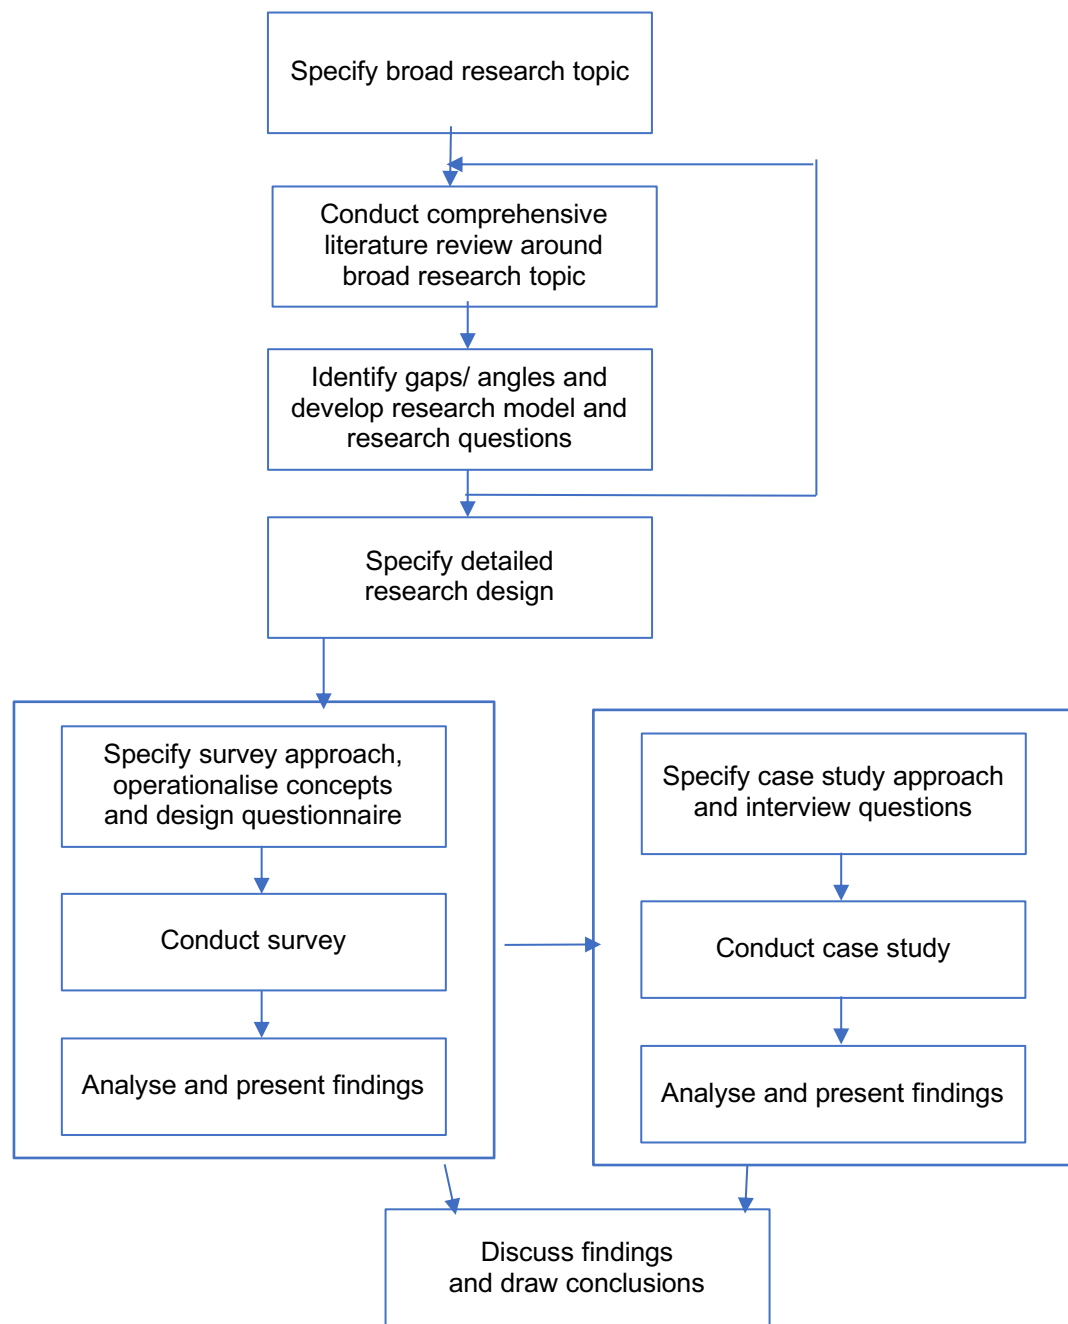 Specify broad research topic
Conduct comprehensive
literature review around
broad research topic
Identify gaps/ angles and
develop research model and
research questions
Specify detailed
research design
Specify survey approach,
operationalise concepts
and design questionnaire
Conduct survey
Analyse and present findings
Specify case study approach
and interview questions
Conduct case study
Analyse and present findings
Discuss findings
and draw conclusions